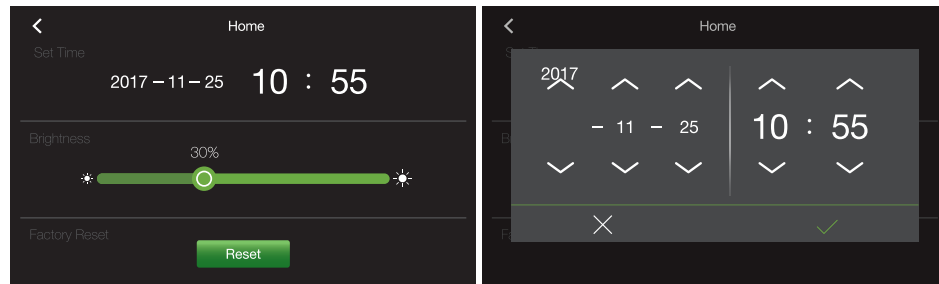 Home
Set Time
2017 – 11 – 25 10 : 55
Brightness
30%
Factory Reset
Reset
Home
2017
– 11 – 25 10 : 55